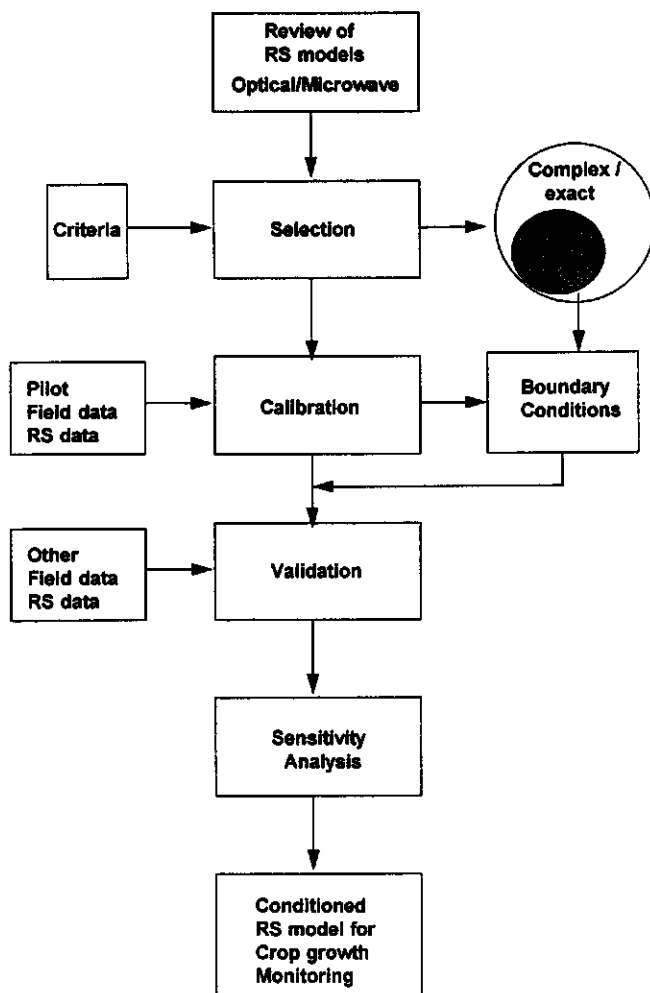 Review of
RS models
Optical/Microwave
Criteria
Selection
Complex /
exact
Pilot
Field data
RS data
Calibration
Boundary
Conditions
Other
Field data
RS data
Validation
Sensitivity
Analysis
Conditioned
RS model for
Crop growth
Monitoring